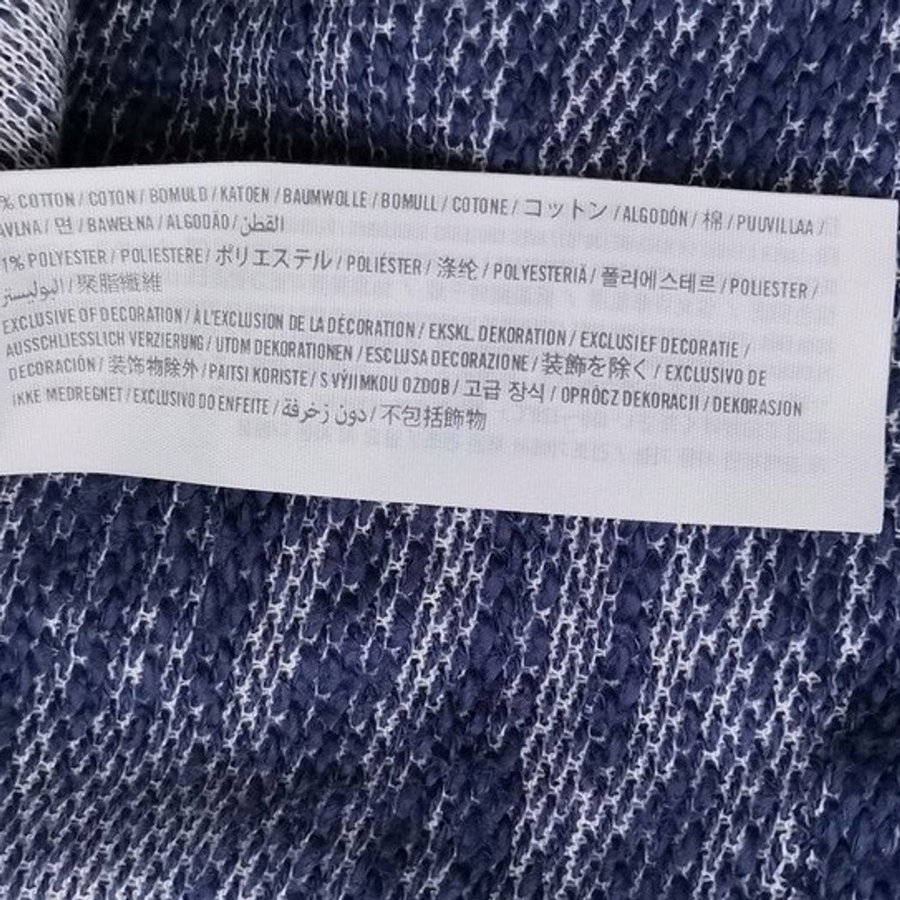 % COTTON / COTON / BOMULD / KATOEN / BAUMWOLLE / BOMULL / COTONE / コットン / ALGODÓN / 棉 / PUUVILLAA /
AVLNA / 면 / BAWEŁNA / ALGODÃO / القطن
1% POLYESTER / POLIESTERE / ポリエステル / POLIÉSTER / 涤纶 / POLYESTERIÄ / 폴리에스테르 / POLIESTER /
البوليستر / 聚脂纖維
EXCLUSIVE OF DECORATION / À L'EXCLUSION DE LA DÉCORATION / EKSKL. DEKORATION / EXCLUSIEF DECORATIE /
AUSSCHLIESSLICH VERZIERUNG / UTOM DEKORATIONEN / ESCLUSA DECORAZIONE / 装飾を除く / EXCLUSIVO DE
DECORACIÓN / 装饰物除外 / PAITSI KORISTE / S VÝJIMKOU OZDOB / 고급 장식 / OPRÓCZ DEKORACJI / DEKORASJON
IKKE MEDREGNET / EXCLUSIVO DO ENFEITE / دون زخرفة / 不包括飾物